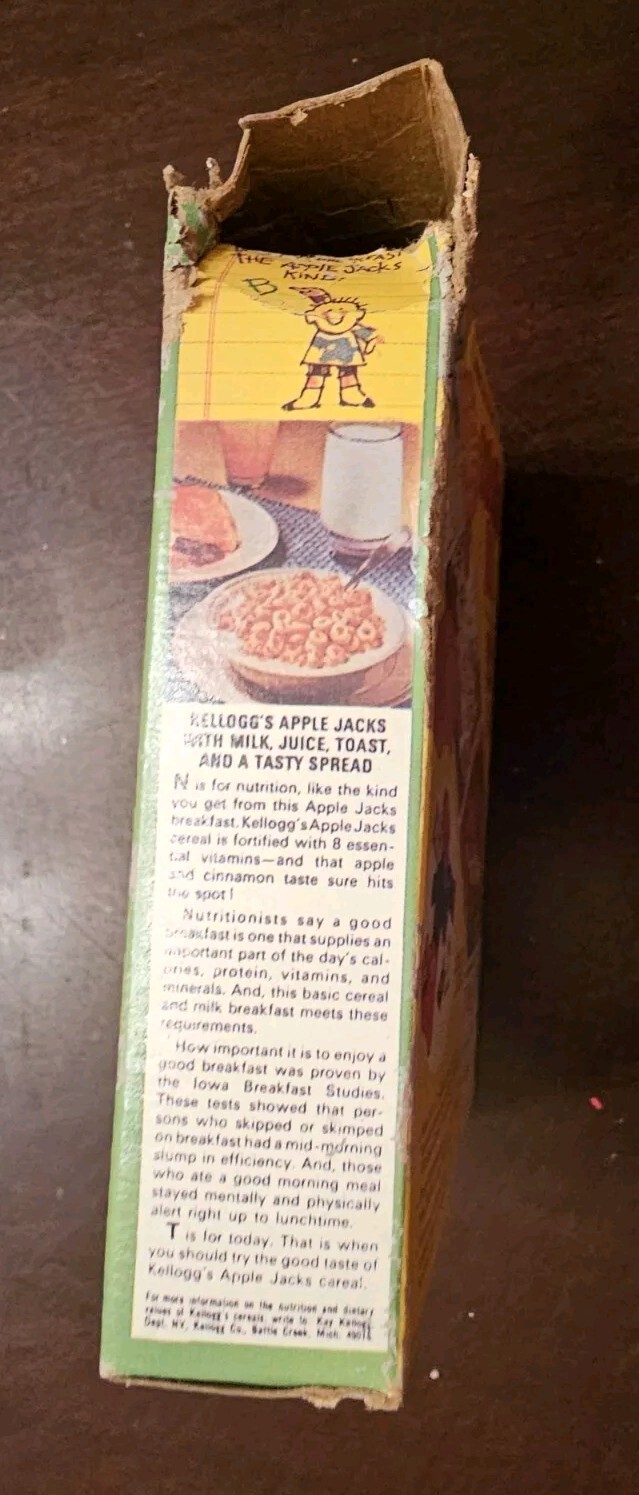 THE APPLE JACKS
KIND!
KELLOGG'S APPLE JACKS
WITH MILK, JUICE, TOAST,
AND A TASTY SPREAD
N is for nutrition, like the kind
you get from this Apple Jacks
breakfast. Kellogg's Apple Jacks
cereal is fortified with 8 essen-
tial vitamins—and that apple
and cinnamon taste sure hits
the spot!
Nutritionists say a good
breakfast is one that supplies an
important part of the day's cal-
ories, protein, vitamins, and
minerals. And, this basic cereal
and milk breakfast meets these
requirements.
How important it is to enjoy a
good breakfast was proven by
the Iowa Breakfast Studies.
These tests showed that per-
sons who skipped or skimped
on breakfast had a mid-morning
slump in efficiency. And, those
who ate a good morning meal
stayed mentally and physically
alert right up to lunchtime.
T is for today. That is when
you should try the good taste of
Kellogg's Apple Jacks cereal.
For more information on the nutrition and dietary
values of Kellogg's cereals, write to: Kay Kellogg,
Dept. NV, Kellogg Co., Battle Creek, Mich.